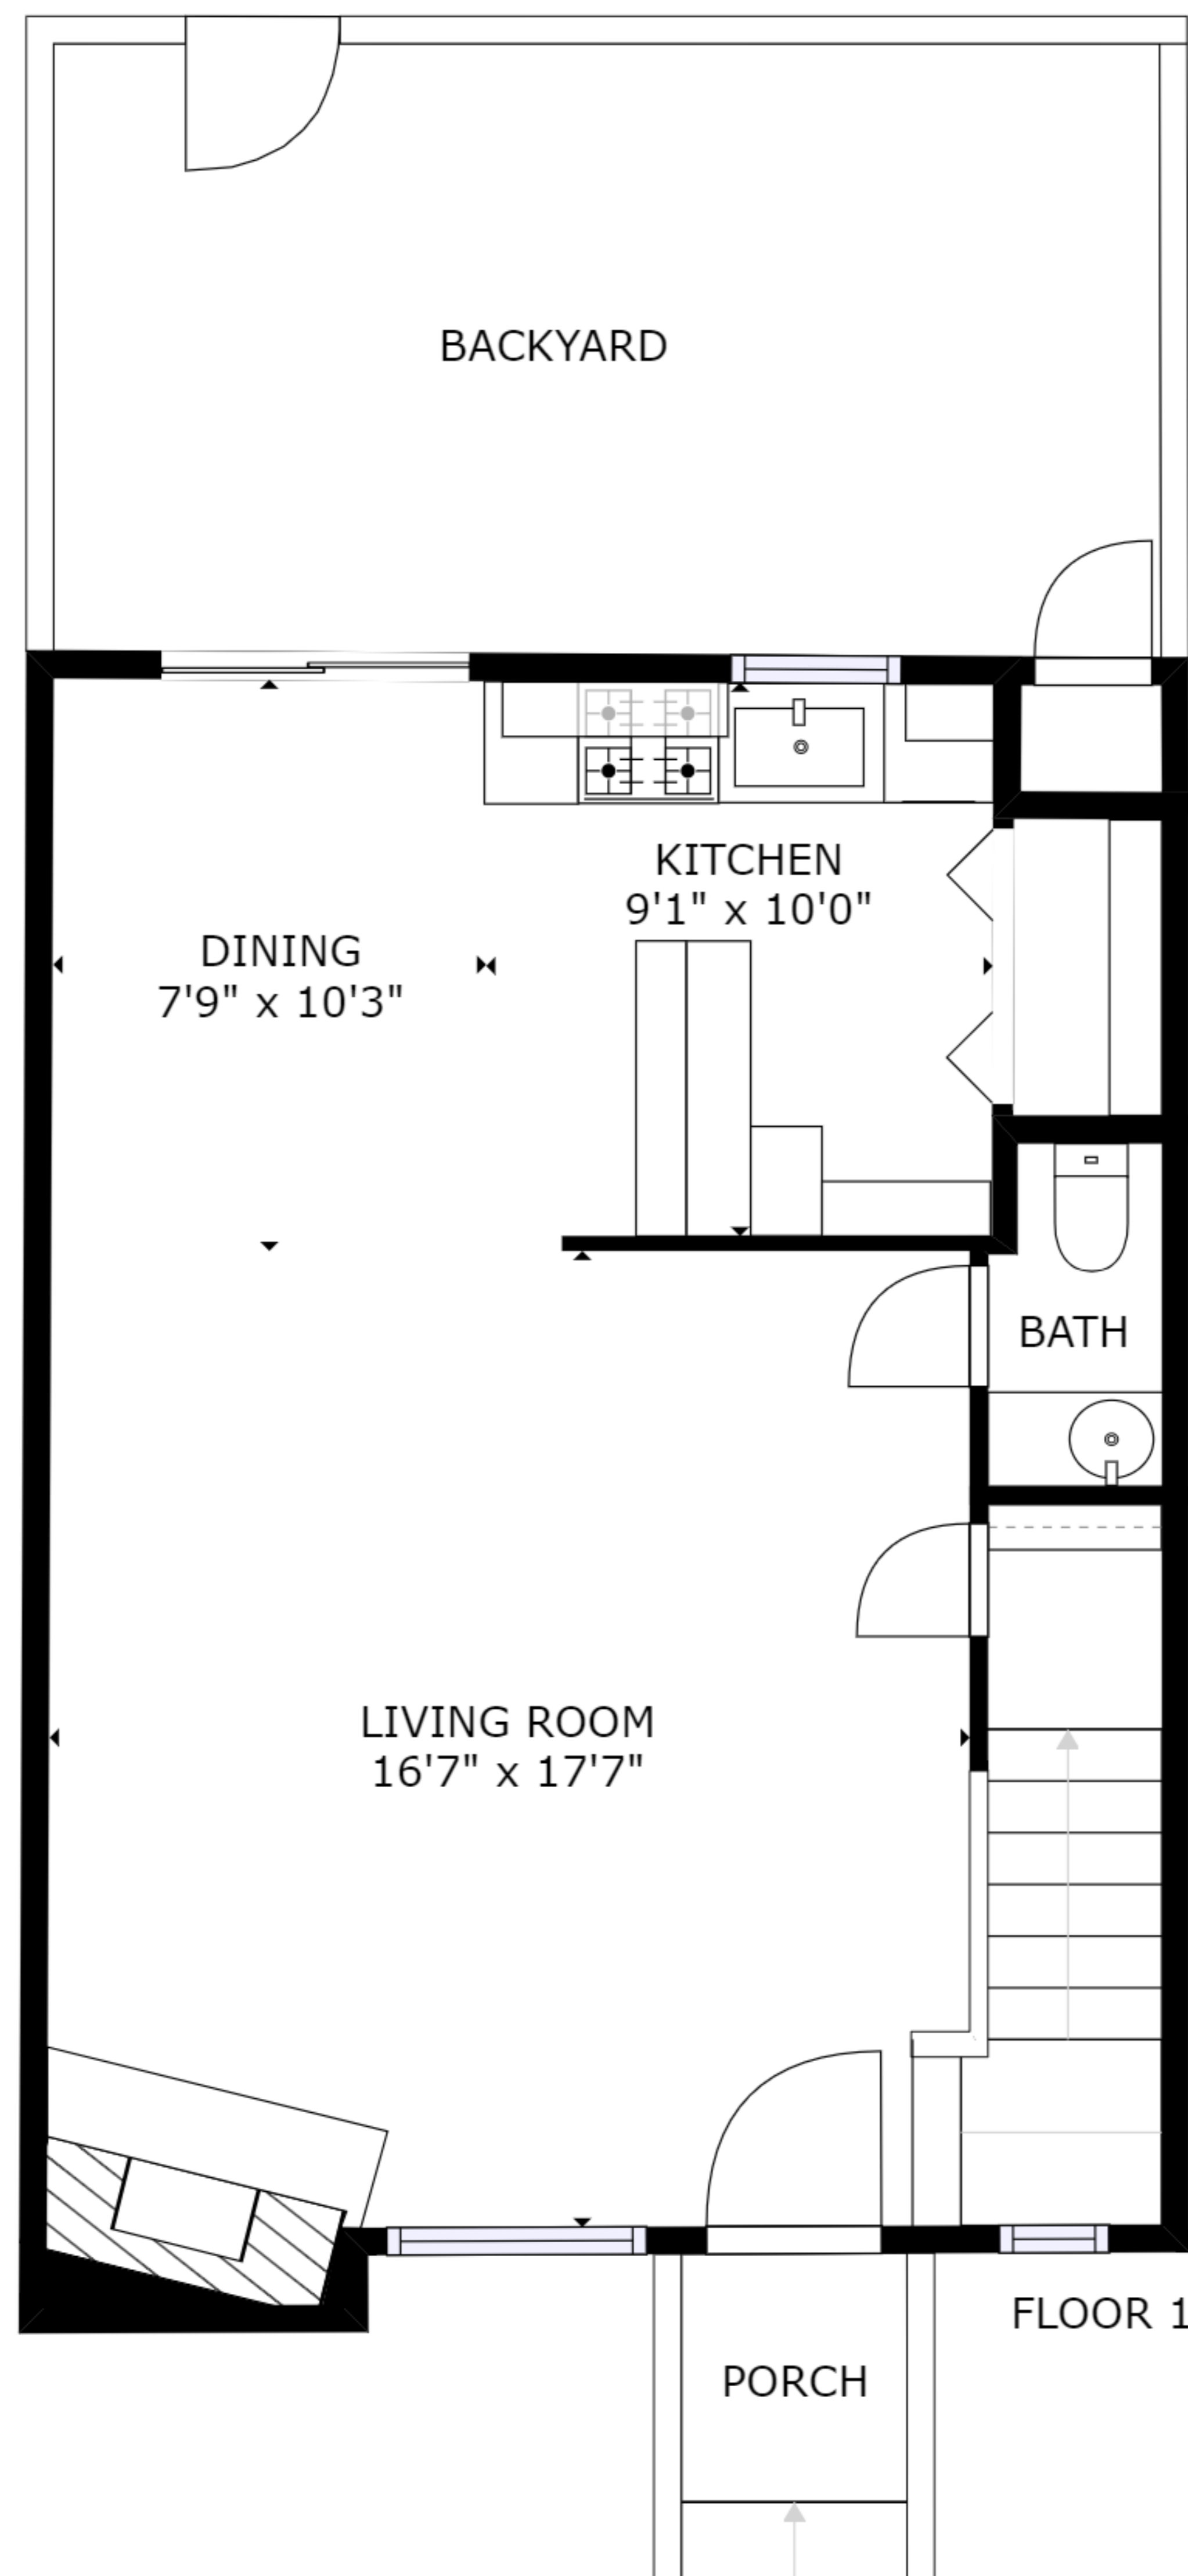 BACKYARD
KITCHEN
9'1" x 10'0"
DINING
7'9" x 10'3"
BATH
LIVING ROOM
16'7" x 17'7"
FLOOR 1
PORCH